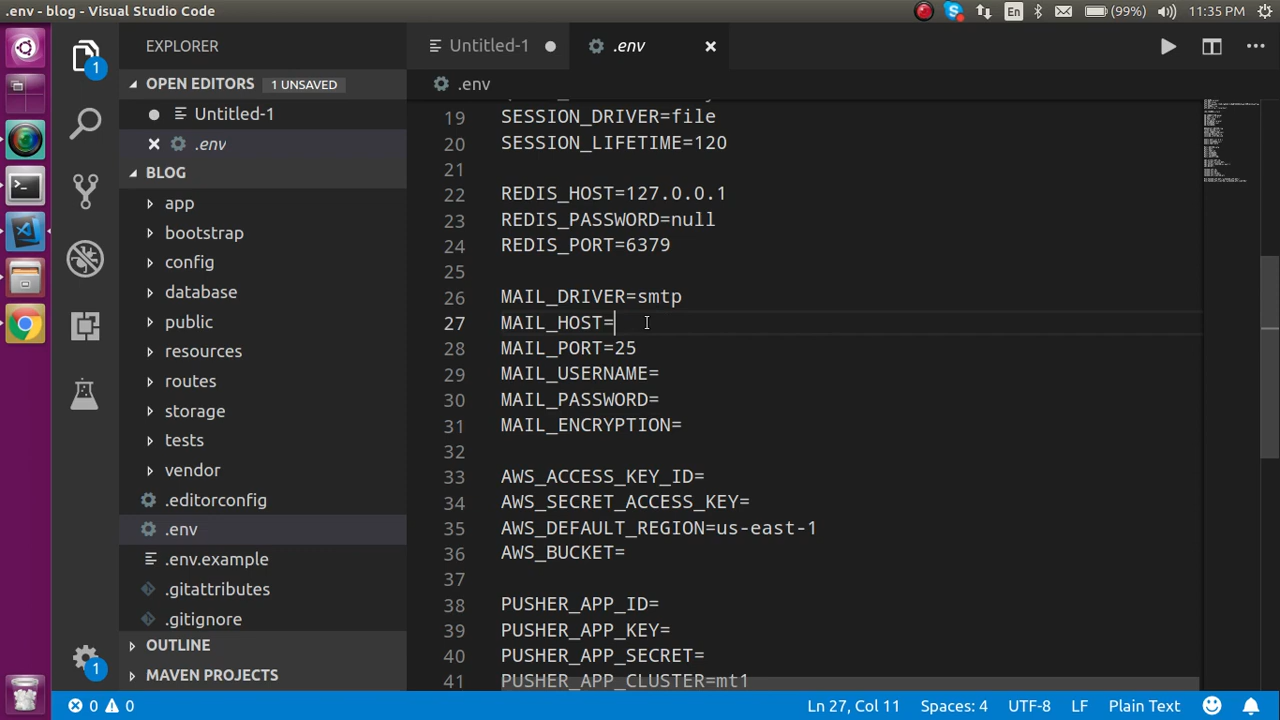 .env - blog - Visual Studio Code
En
(99%)
11:35 PM
EXPLORER
OPEN EDITORS
1 UNSAVED
Untitled-1
.env
BLOG
app
bootstrap
config
database
public
resources
routes
storage
tests
vendor
.editorconfig
.env
.env.example
.gitattributes
.gitignore
OUTLINE
MAVEN PROJECTS
1
1
Untitled-1
.env
.env
19 SESSION_DRIVER=file
20 SESSION_LIFETIME=120
21
22 REDIS_HOST=127.0.0.1
23 REDIS_PASSWORD=null
24 REDIS_PORT=6379
25
26 MAIL_DRIVER=smtp
27 MAIL_HOST=
28 MAIL_PORT=25
29 MAIL_USERNAME=
30 MAIL_PASSWORD=
31 MAIL_ENCRYPTION=
32
33 AWS_ACCESS_KEY_ID=
34 AWS_SECRET_ACCESS_KEY=
35 AWS_DEFAULT_REGION=us-east-1
36 AWS_BUCKET=
37
38 PUSHER_APP_ID=
39 PUSHER_APP_KEY=
40 PUSHER_APP_SECRET=
41 PUSHER_APP_CLUSTER=mt1
0 0
Ln 27, Col 11
Spaces: 4
UTF-8
LF
Plain Text